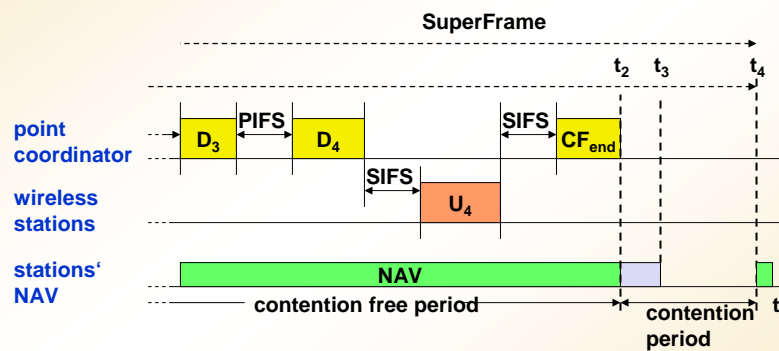 SuperFrame
t2 t3 t4
point coordinator
D3 PIFS D4 SIFS CFend
wireless stations
SIFS U4
stations‘ NAV
NAV
contention free period
contention period
t